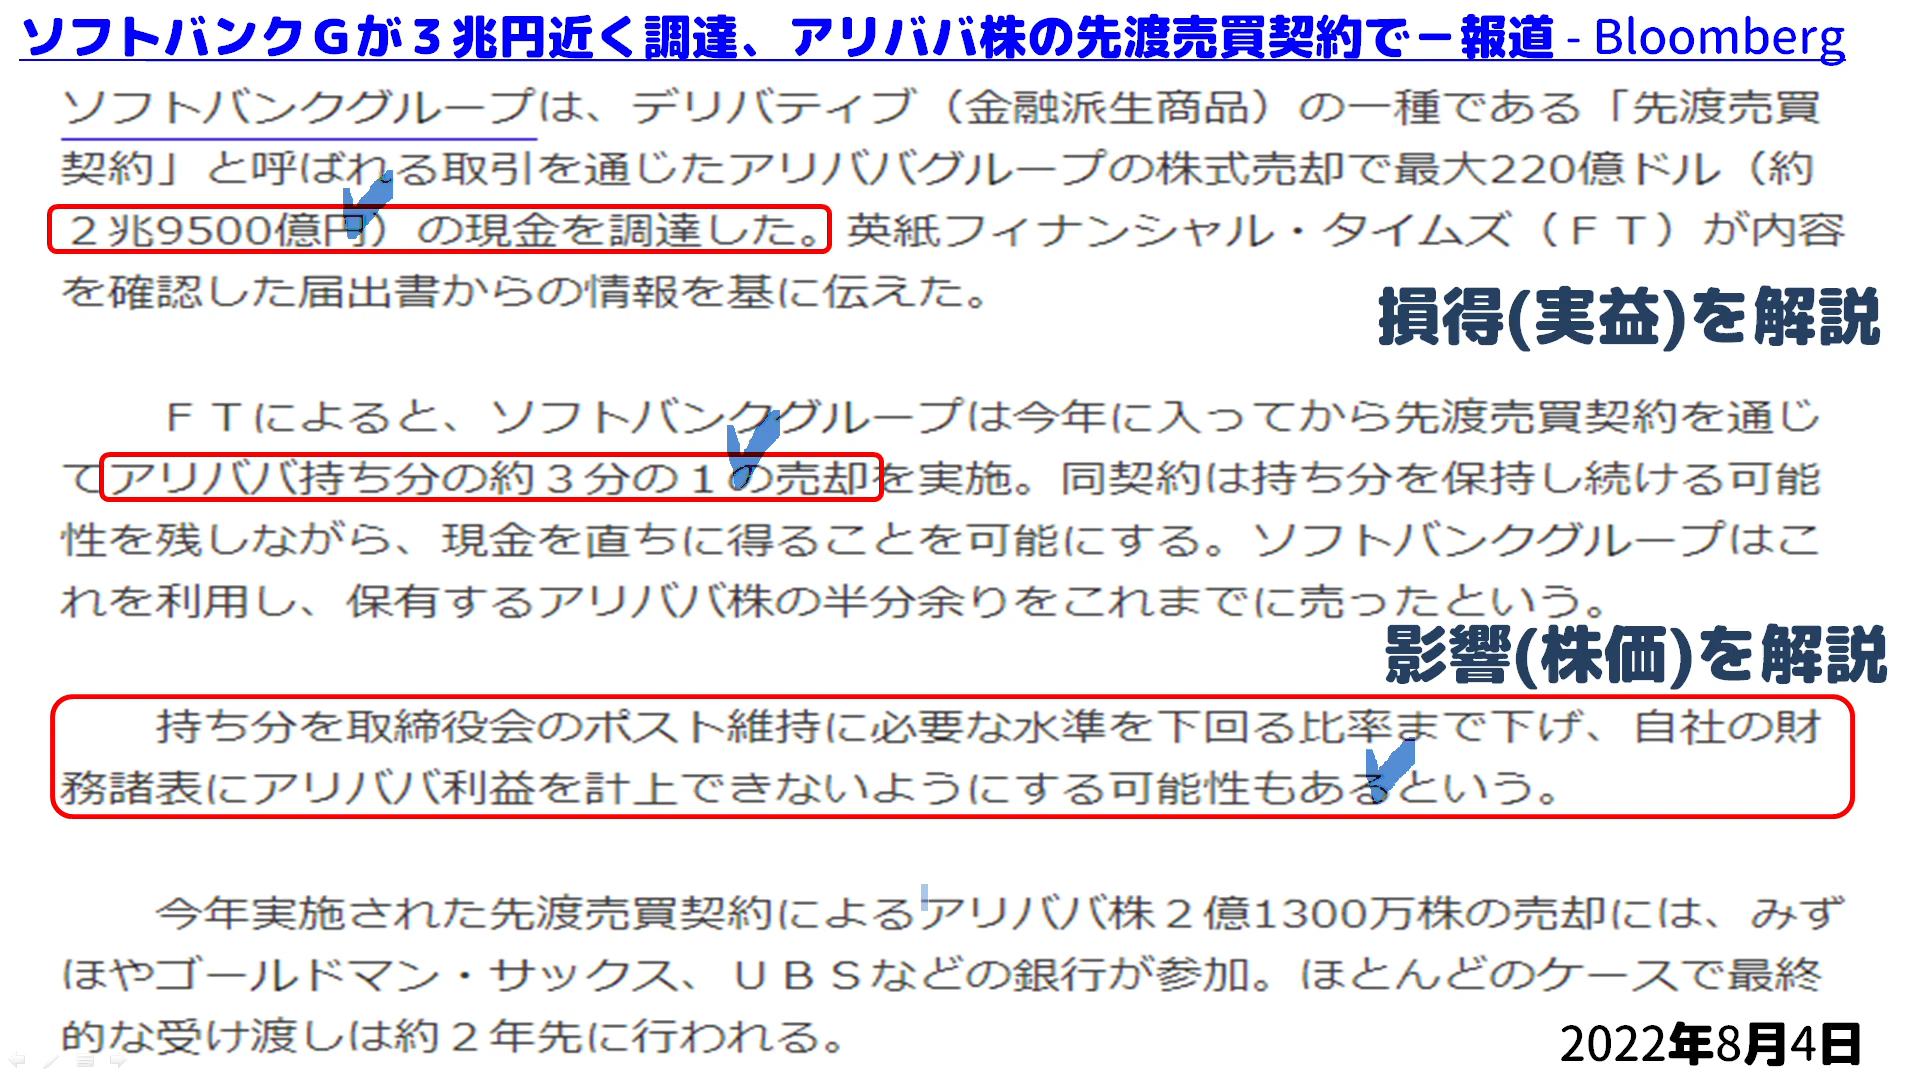 ソフトバンクＧが３兆円近く調達、アリババ株の先渡売買契約で－報道 - Bloomberg
ソフトバンクグループは、デリバティブ（金融派生商品）の一種である「先渡売買
契約」と呼ばれる取引を通じたアリババグループの株式売却で最大220億ドル（約
２兆9500億円）の現金を調達した。英紙フィナンシャル・タイムズ（ＦＴ）が内容
を確認した届出書からの情報を基に伝えた。
損得(実益)を解説
ＦＴによると、ソフトバンクグループは今年に入ってから先渡売買契約を通じ
てアリババ持ち分の約３分の１の売却を実施。同契約は持ち分を保持し続ける可能
性を残しながら、現金を直ちに得ることを可能にする。ソフトバンクグループはこ
れを利用し、保有するアリババ株の半分余りをこれまでに売ったという。
影響(株価)を解説
持ち分を取締役会のポスト維持に必要な水準を下回る比率まで下げ、自社の財
務諸表にアリババ利益を計上できないようにする可能性もあるという。
今年実施された先渡売買契約によるアリババ株２億1300万株の売却には、みず
ほやゴールドマン・サックス、ＵＢＳなどの銀行が参加。ほとんどのケースで最終
的な受け渡しは約２年先に行われる。
2022年8月4日